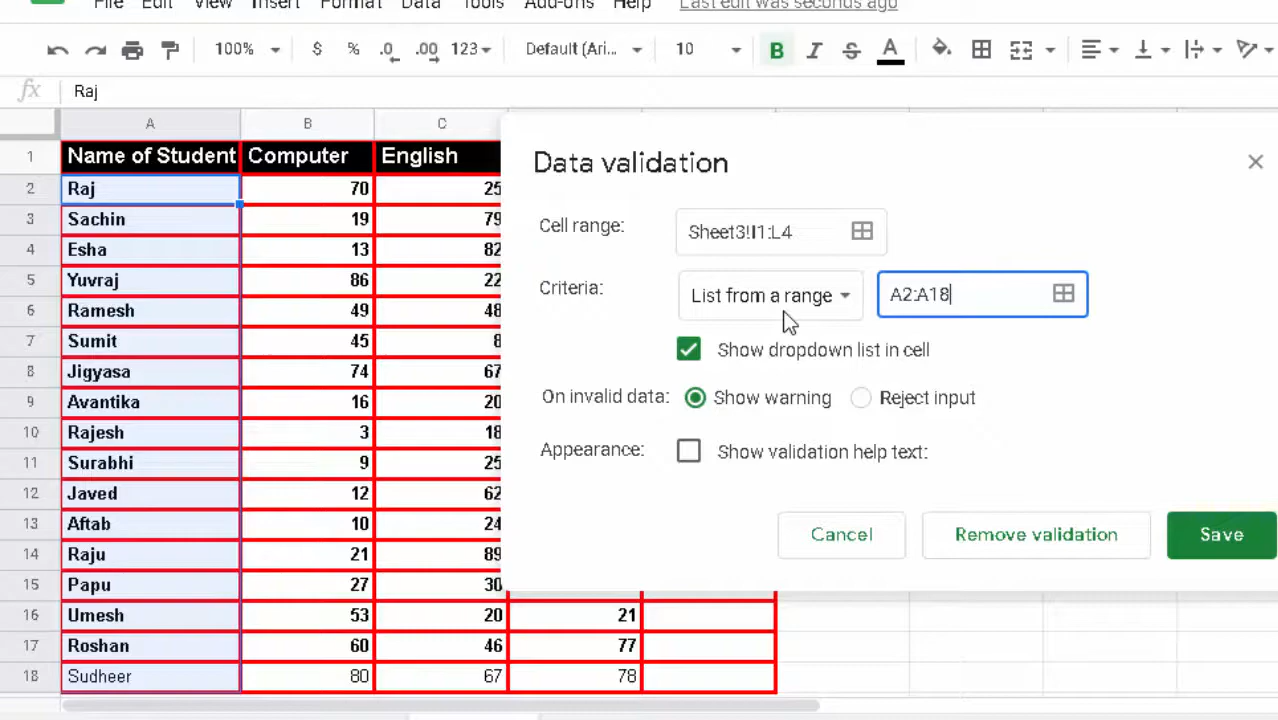 File Edit View Insert Format Data Tools Add-ons Help Last edit was seconds ago
100% $ % .0 .00 123 Default (Ari... 10 B I S A
fx Raj
A B C
1 Name of Student Computer English
2 Raj 70 25
3 Sachin 19 79
4 Esha 13 82
5 Yuvraj 86 22
6 Ramesh 49 48
7 Sumit 45 8
8 Jigyasa 74 67
9 Avantika 16 20
10 Rajesh 3 18
11 Surabhi 9 25
12 Javed 12 62
13 Aftab 10 24
14 Raju 21 89
15 Papu 27 30
16 Umesh 53 20 21
17 Roshan 60 46 77
18 Sudheer 80 67 78
Data validation
Cell range: Sheet3!I1:L4
Criteria: List from a range A2:A18
Show dropdown list in cell
On invalid data: Show warning Reject input
Appearance: Show validation help text:
Cancel Remove validation Save